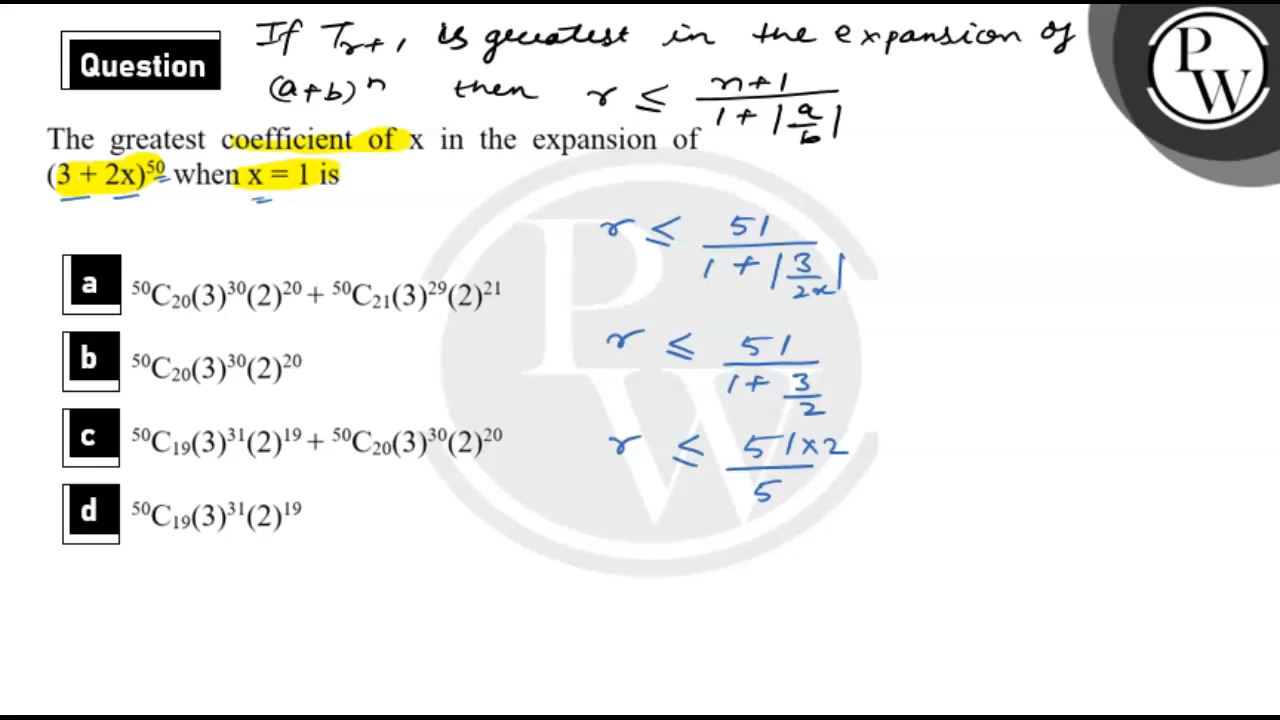 If Tᵣ₊₁ is greatest in the expansion of
Question
(a+b)ⁿ then r ≤ n+1 / 1 + |a/b|
The greatest coefficient of x in the expansion of
(3 + 2x)⁵⁰ when x = 1 is
r ≤ 51 / 1 + |3/2x|
a ⁵⁰C₂₀(3)³⁰(2)²⁰ + ⁵⁰C₂₁(3)²⁹(2)²¹
r ≤ 51 / 1 + 3/2
b ⁵⁰C₂₀(3)³⁰(2)²⁰
c ⁵⁰C₁₉(3)³¹(2)¹⁹ + ⁵⁰C₂₀(3)³⁰(2)²⁰
r ≤ 51×2 / 5
d ⁵⁰C₁₉(3)³¹(2)¹⁹
P
W
P
W